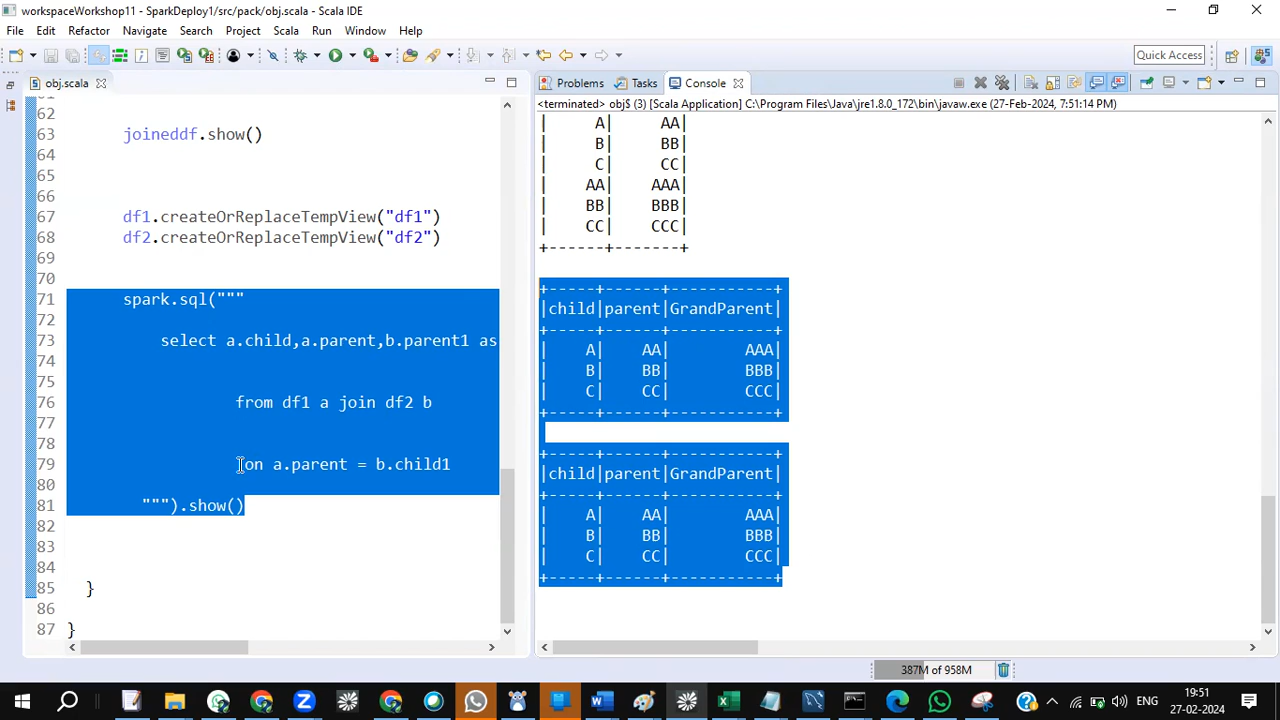 workspaceWorkshop11 - SparkDeploy1/src/pack/obj.scala - Scala IDE
File Edit Refactor Navigate Search Project Scala Run Window Help
Quick Access
obj.scala
62
63 joineddf.show()
64
65
66
67 df1.createOrReplaceTempView("df1")
68 df2.createOrReplaceTempView("df2")
69
70
71 spark.sql("""
72
73 select a.child,a.parent,b.parent1 as
74
75
76 from df1 a join df2 b
77
78
79 on a.parent = b.child1
80
81 """).show()
82
83
84
85 }
86
87 }
Problems Tasks Console
<terminated> obj$ (3) [Scala Application] C:\Program Files\Java\jre1.8.0_172\bin\javaw.exe (27-Feb-2024, 7:51:14 PM)
| A| AA|
| B| BB|
| C| CC|
| AA| AAA|
| BB| BBB|
| CC| CCC|
+------+-------+
+-----+------+-----------+
|child|parent|GrandParent|
+-----+------+-----------+
| A| AA| AAA|
| B| BB| BBB|
| C| CC| CCC|
+-----+------+-----------+
+-----+------+-----------+
|child|parent|GrandParent|
+-----+------+-----------+
| A| AA| AAA|
| B| BB| BBB|
| C| CC| CCC|
+-----+------+-----------+
387M of 958M
ENG
19:51
27-02-2024